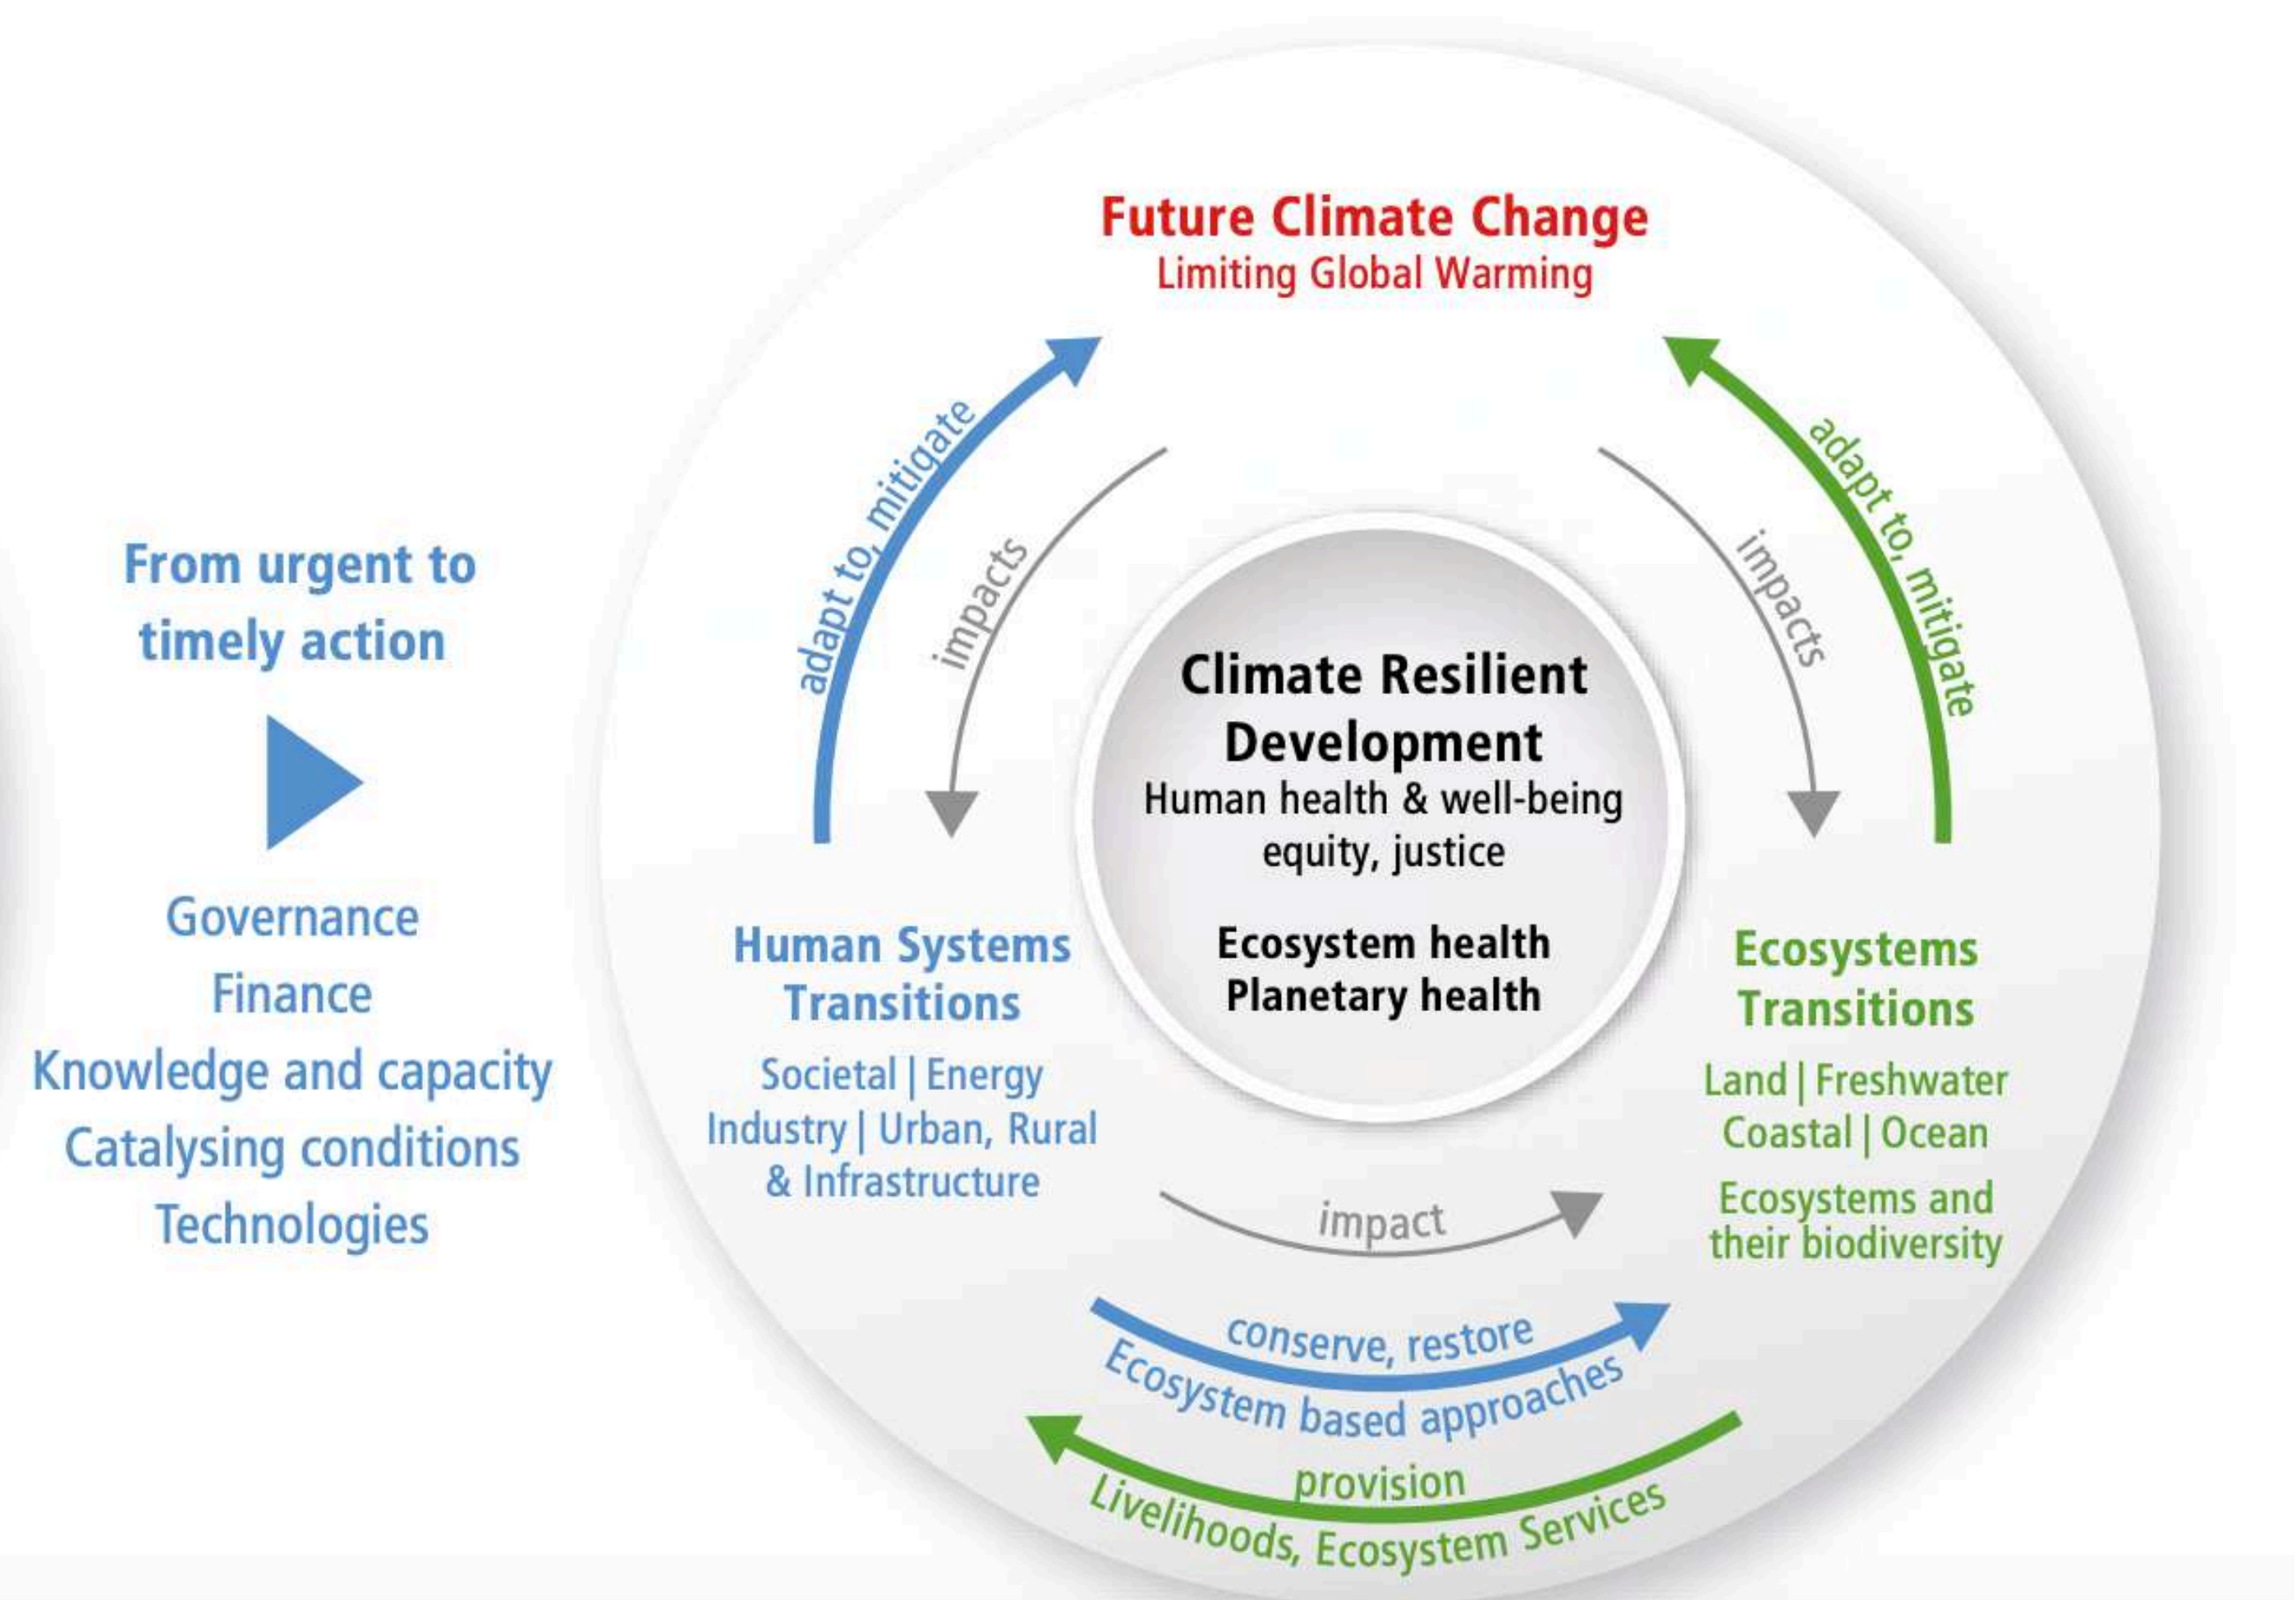 From urgent to
timely action
Governance
Finance
Knowledge and capacity
Catalysing conditions
Technologies
Future Climate Change
Limiting Global Warming
adapt to, mitigate
impacts
impacts
adapt to, mitigate
Climate Resilient
Development
Human health & well-being
equity, justice
Ecosystem health
Planetary health
Human Systems
Transitions
Societal | Energy
Industry | Urban, Rural
& Infrastructure
Ecosystems
Transitions
Land | Freshwater
Coastal | Ocean
Ecosystems and
their biodiversity
impact
conserve, restore
Ecosystem based approaches
provision
Livelihoods, Ecosystem Services